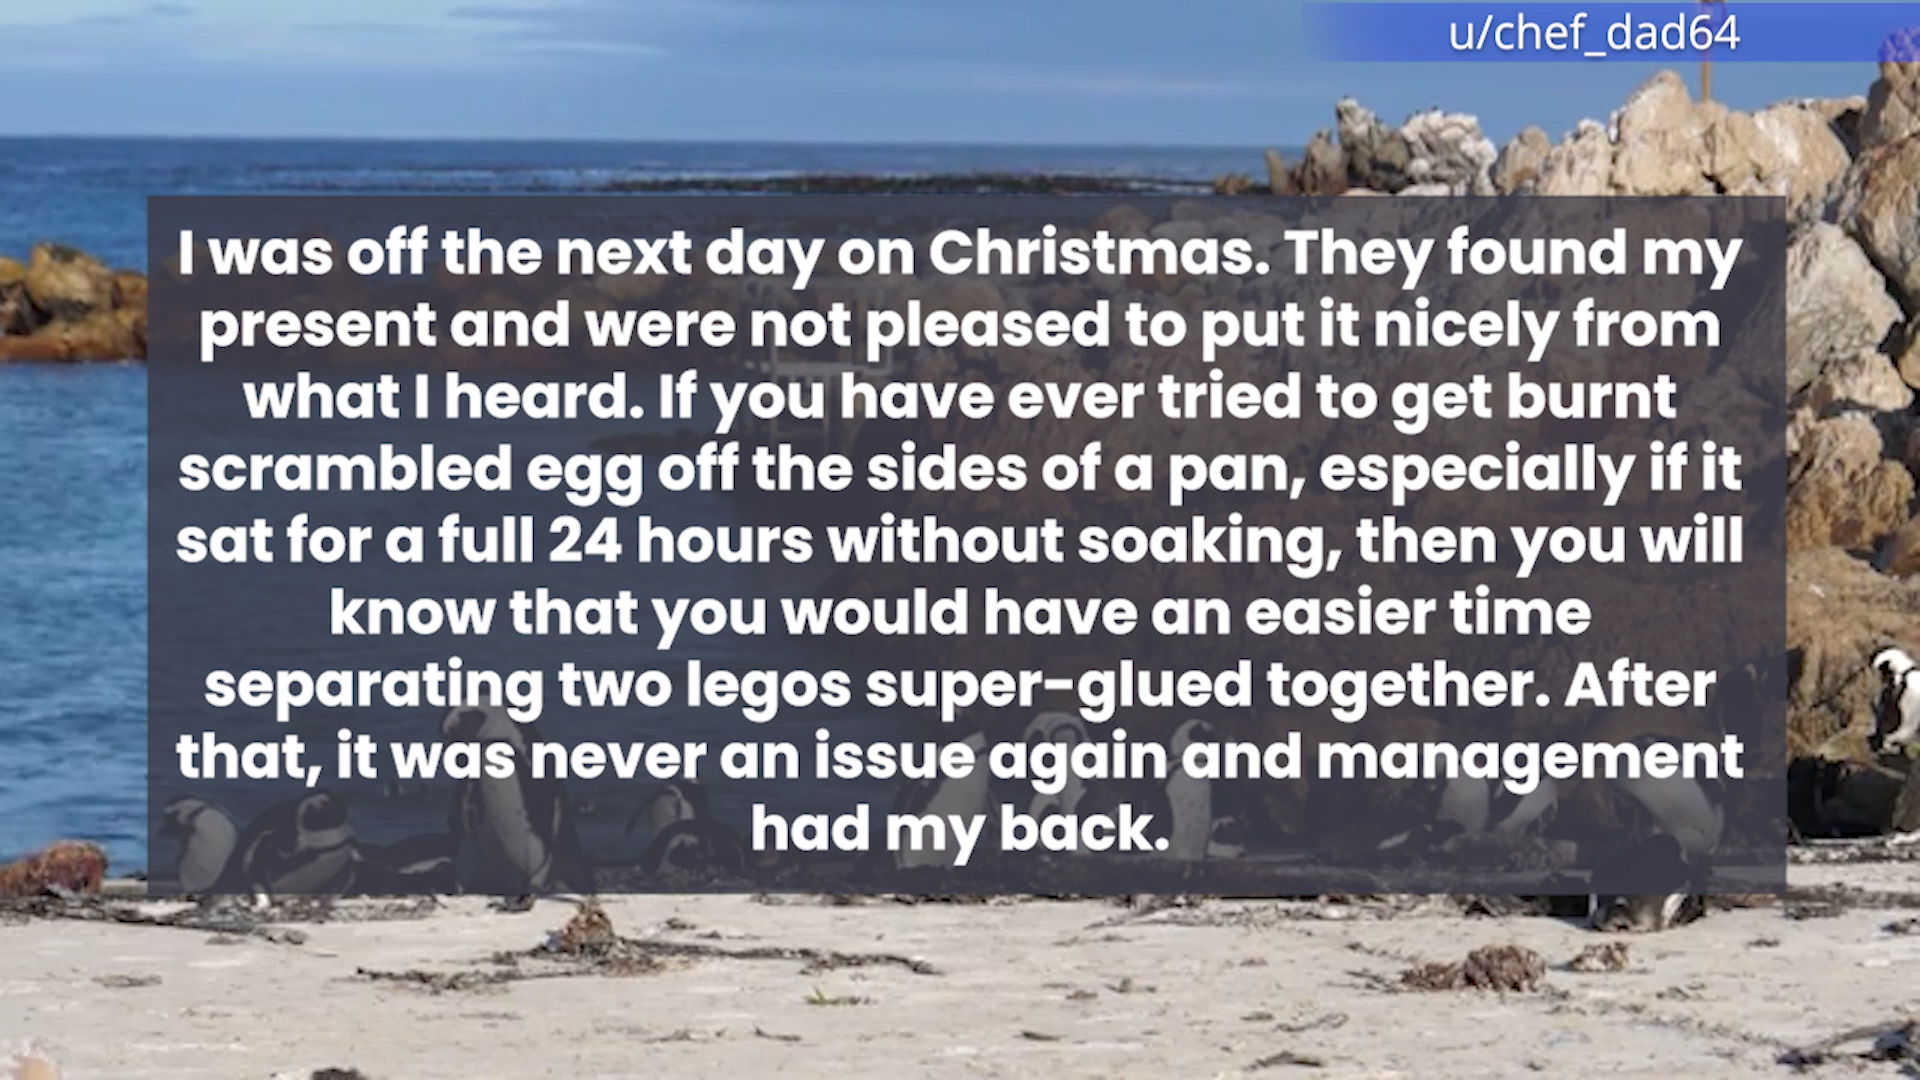 u/chef_dad64
I was off the next day on Christmas. They found my
present and were not pleased to put it nicely from
what I heard. If you have ever tried to get burnt
scrambled egg off the sides of a pan, especially if it
sat for a full 24 hours without soaking, then you will
know that you would have an easier time
separating two legos super-glued together. After
that, it was never an issue again and management
had my back.